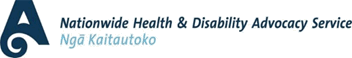 Nationwide Health & Disability Advocacy Service
Ngā Kaitautoko